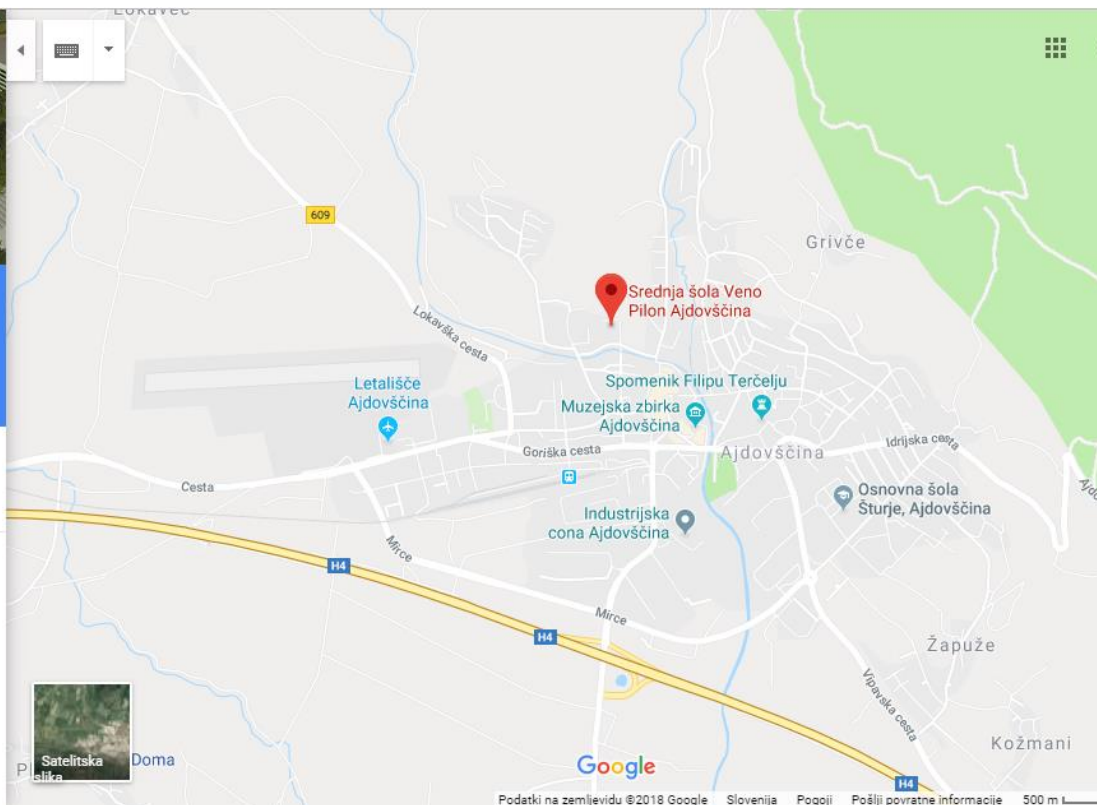 Lokavec
609
Grivče
Srednja šola Veno
Pilon Ajdovščina
Lokavška cesta
Letališče
Ajdovščina
Spomenik Filipu Terčelju
Muzejska zbirka
Ajdovščina
Goriška cesta
Ajdovščina
Idrijska cesta
Cesta
Osnovna šola
Šturje, Ajdovščina
Industrijska
cona Ajdovščina
Mirce
H4
Mirce
H4
Žapuže
Vipavska cesta
Kožmani
Satelitska
slika
Doma
Google
H4
Podatki na zemljevidu ©2018 Google Slovenija Pogoji Pošlji povratne informacije 500 m